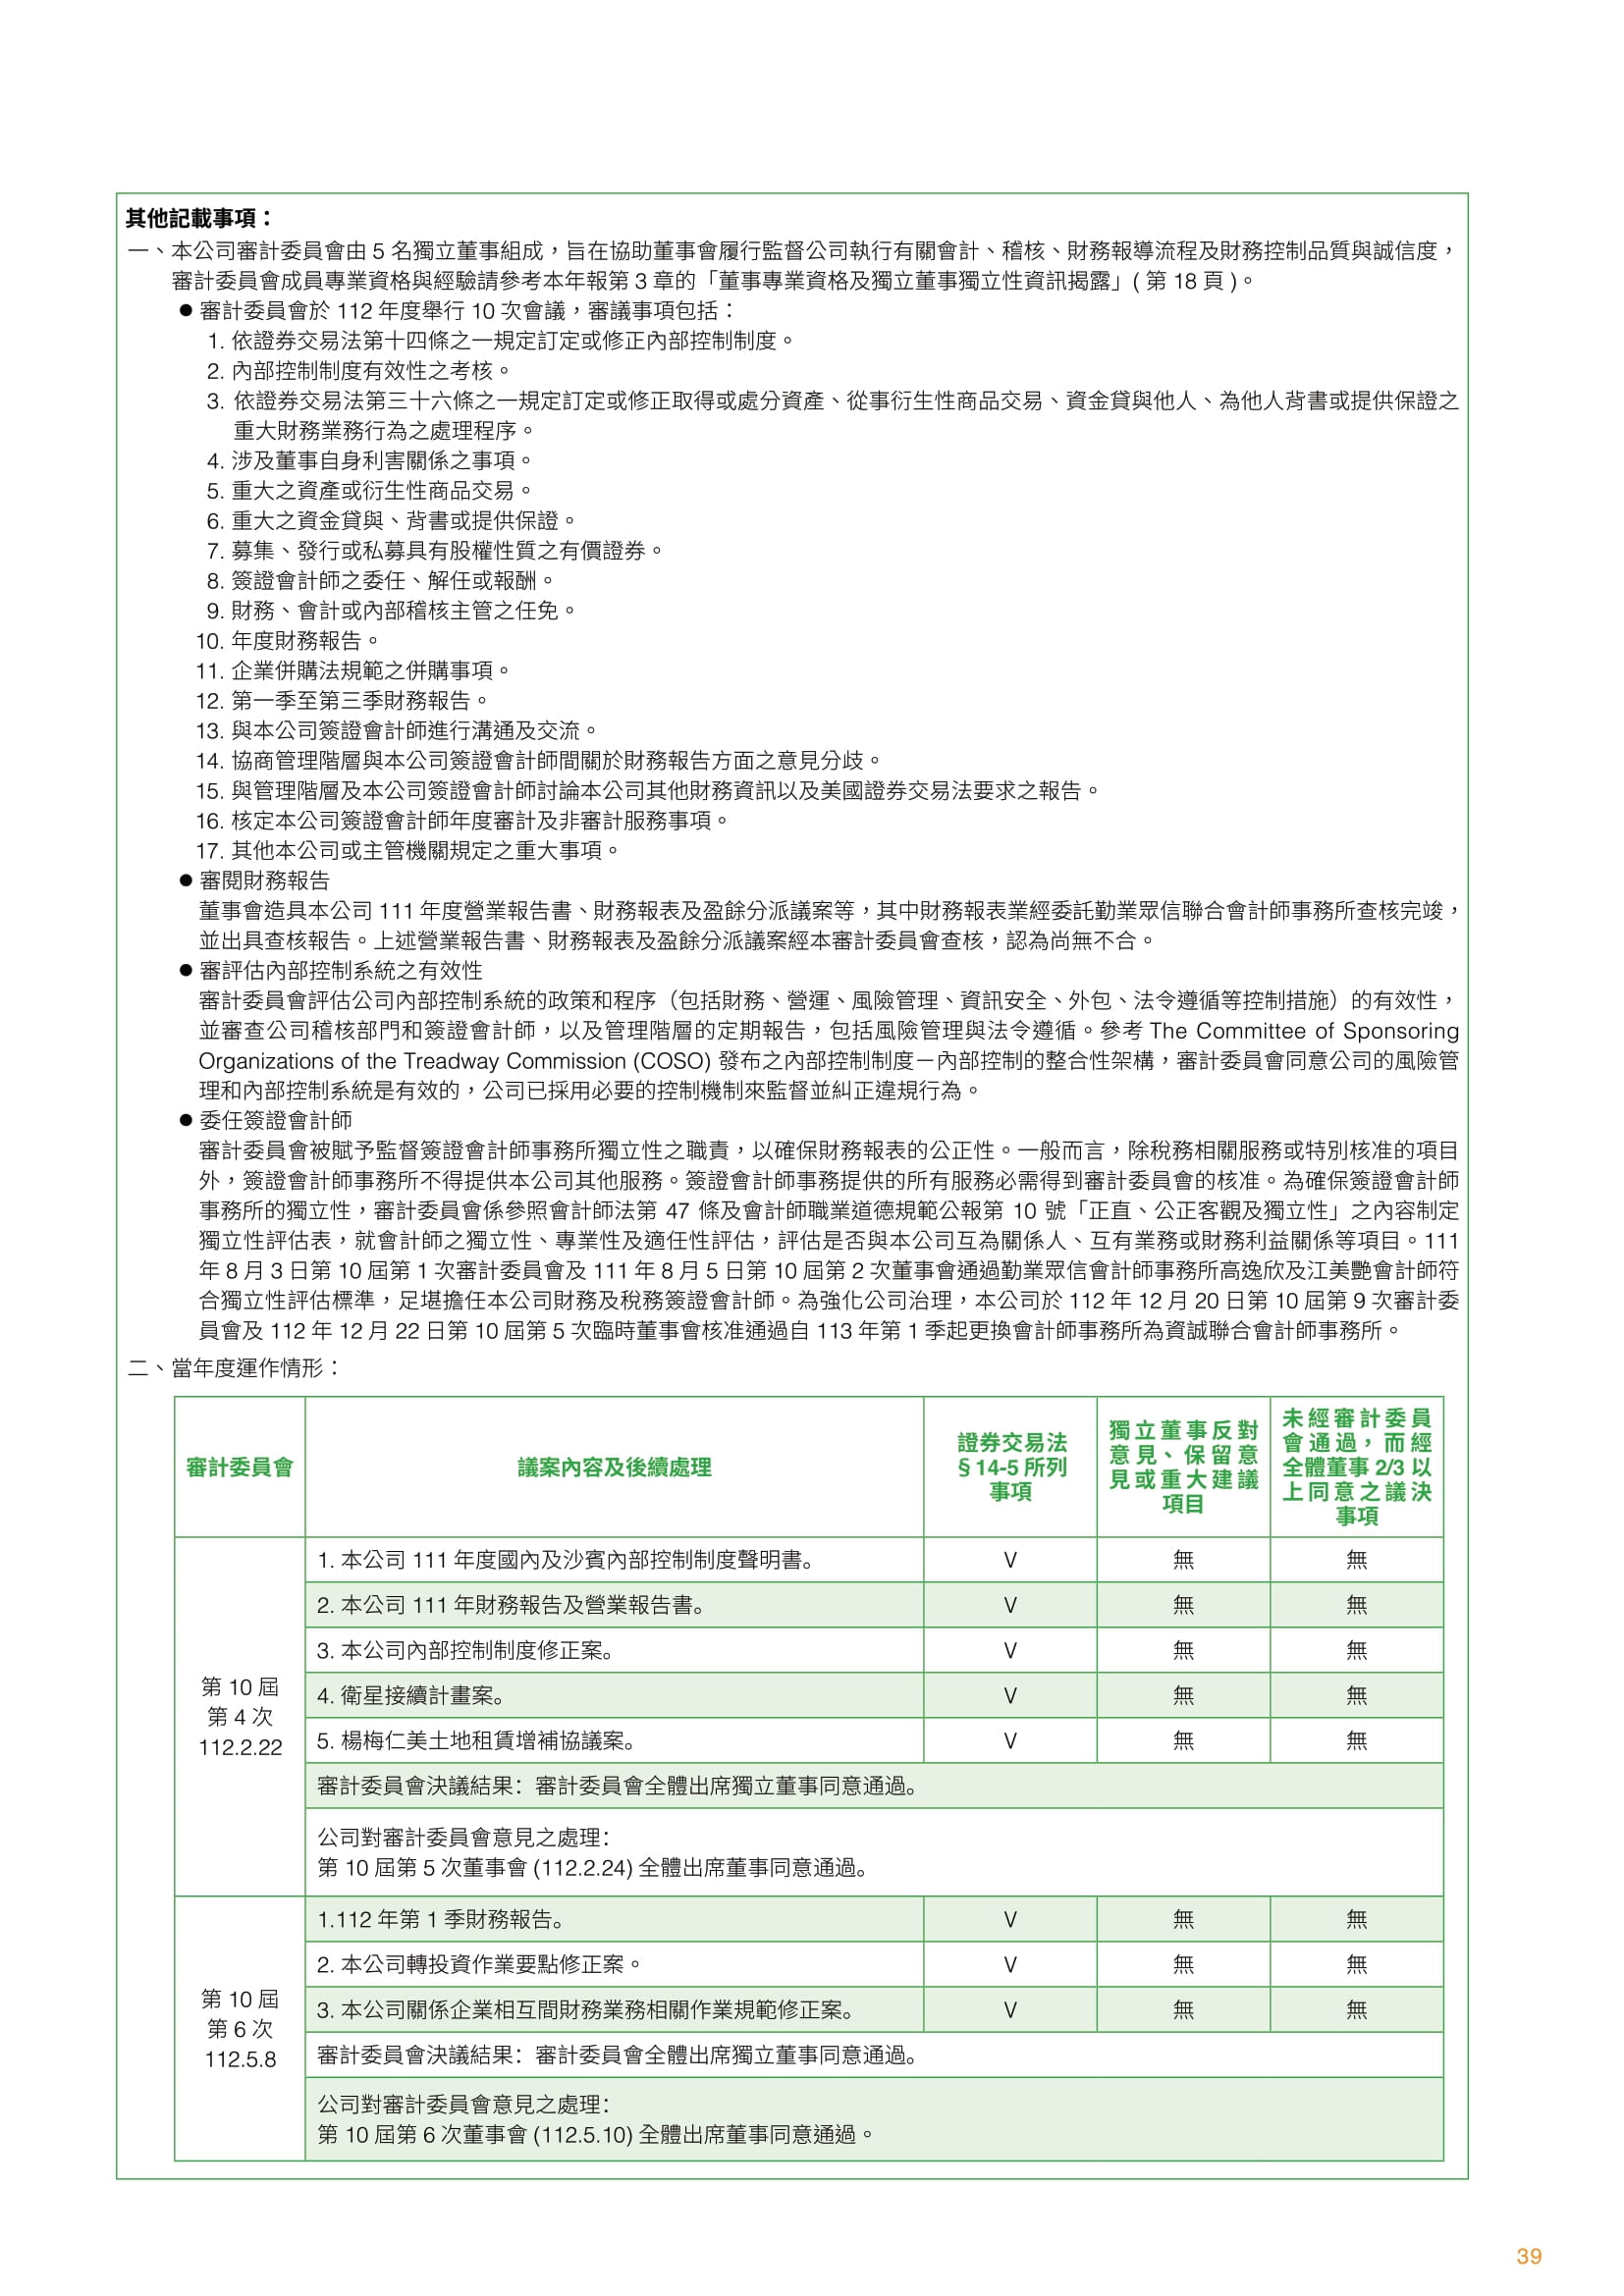 其他記載事項：
一、本公司審計委員會由 5 名獨立董事組成，旨在協助董事會履行監督公司執行有關會計、稽核、財務報導流程及財務控制品質與誠信度，
審計委員會成員專業資格與經驗請參考本年報第 3 章的「董事專業資格及獨立董事獨立性資訊揭露」( 第 18 頁 )。
● 審計委員會於 112 年度舉行 10 次會議，審議事項包括：
1. 依證券交易法第十四條之一規定訂定或修正內部控制制度。
2. 內部控制制度有效性之考核。
3. 依證券交易法第三十六條之一規定訂定或修正取得或處分資產、從事衍生性商品交易、資金貸與他人、為他人背書或提供保證之
重大財務業務行為之處理程序。
4. 涉及董事自身利害關係之事項。
5. 重大之資產或衍生性商品交易。
6. 重大之資金貸與、背書或提供保證。
7. 募集、發行或私募具有股權性質之有價證券。
8. 簽證會計師之委任、解任或報酬。
9. 財務、會計或內部稽核主管之任免。
10. 年度財務報告。
11. 企業併購法規範之併購事項。
12. 第一季至第三季財務報告。
13. 與本公司簽證會計師進行溝通及交流。
14. 協商管理階層與本公司簽證會計師間關於財務報告方面之意見分歧。
15. 與管理階層及本公司簽證會計師討論本公司其他財務資訊以及美國證券交易法要求之報告。
16. 核定本公司簽證會計師年度審計及非審計服務事項。
17. 其他本公司或主管機關規定之重大事項。
● 審閱財務報告
董事會造具本公司 111 年度營業報告書、財務報表及盈餘分派議案等，其中財務報表業經委託勤業眾信聯合會計師事務所查核完竣，
並出具查核報告。上述營業報告書、財務報表及盈餘分派議案經本審計委員會查核，認為尚無不合。
● 審評估內部控制系統之有效性
審計委員會評估公司內部控制系統的政策和程序（包括財務、營運、風險管理、資訊安全、外包、法令遵循等控制措施）的有效性，
並審查公司稽核部門和簽證會計師，以及管理階層的定期報告，包括風險管理與法令遵循。參考 The Committee of Sponsoring
Organizations of the Treadway Commission (COSO) 發布之內部控制制度－內部控制的整合性架構，審計委員會同意公司的風險管
理和內部控制系統是有效的，公司已採用必要的控制機制來監督並糾正違規行為。
● 委任簽證會計師
審計委員會被賦予監督簽證會計師事務所獨立性之職責，以確保財務報表的公正性。一般而言，除稅務相關服務或特別核准的項目
外，簽證會計師事務所不得提供本公司其他服務。簽證會計師事務提供的所有服務必需得到審計委員會的核准。為確保簽證會計師
事務所的獨立性，審計委員會係參照會計師法第 47 條及會計師職業道德規範公報第 10 號「正直、公正客觀及獨立性」之內容制定
獨立性評估表，就會計師之獨立性、專業性及適任性評估，評估是否與本公司互為關係人、互有業務或財務利益關係等項目。111
年 8 月 3 日第 10 屆第 1 次審計委員會及 111 年 8 月 5 日第 10 屆第 2 次董事會通過勤業眾信會計師事務所高逸欣及江美艷會計師符
合獨立性評估標準，足堪擔任本公司財務及稅務簽證會計師。為強化公司治理，本公司於 112 年 12 月 20 日第 10 屆第 9 次審計委
員會及 112 年 12 月 22 日第 10 屆第 5 次臨時董事會核准通過自 113 年第 1 季起更換會計師事務所為資誠聯合會計師事務所。
二、當年度運作情形：
審計委員會
議案內容及後續處理
證券交易法
§ 14-5 所列
事項
獨立董事反對
意見、保留意
見或重大建議
項目
未經審計委員
會通過，而經
全體董事 2/3 以
上同意之議決
事項
第 10 屆
第 4 次
112.2.22
1. 本公司 111 年度國內及沙賓內部控制制度聲明書。 V 無 無
2. 本公司 111 年財務報告及營業報告書。 V 無 無
3. 本公司內部控制制度修正案。 V 無 無
4. 衛星接續計畫案。 V 無 無
5. 楊梅仁美土地租賃增補協議案。 V 無 無
審計委員會決議結果：審計委員會全體出席獨立董事同意通過。
公司對審計委員會意見之處理：
第 10 屆第 5 次董事會 (112.2.24) 全體出席董事同意通過。
第 10 屆
第 6 次
112.5.8
1.112 年第 1 季財務報告。 V 無 無
2. 本公司轉投資作業要點修正案。 V 無 無
3. 本公司關係企業相互間財務業務相關作業規範修正案。 V 無 無
審計委員會決議結果：審計委員會全體出席獨立董事同意通過。
公司對審計委員會意見之處理：
第 10 屆第 6 次董事會 (112.5.10) 全體出席董事同意通過。
39